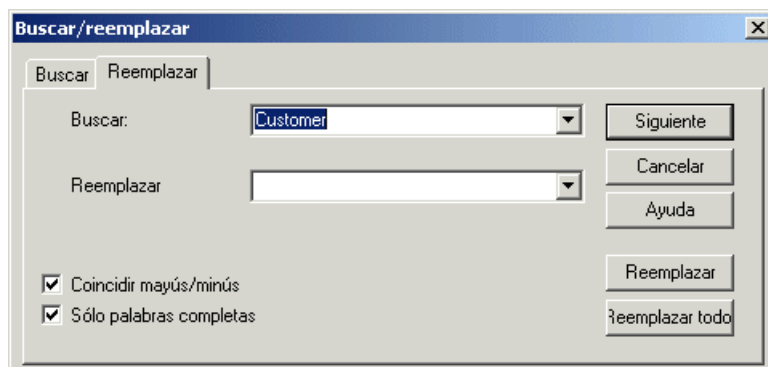 Buscar/reemplazar
Buscar
Reemplazar
Buscar:
Customer
Siguiente
Cancelar
Reemplazar
Ayuda
Coincidir mayús/minús
Reemplazar
Sólo palabras completas
Reemplazar todo